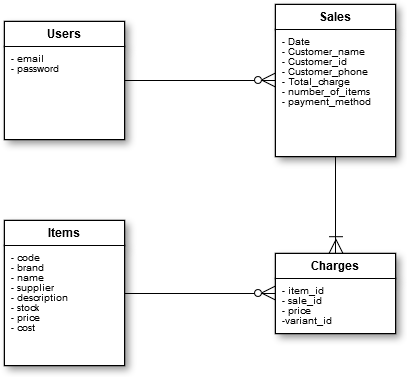 Users
- email
- password
Sales
- Date
- Customer_name
- Customer_id
- Customer_phone
- Total_charge
- number_of_items
- payment_method
Items
- code
- brand
- name
- supplier
- description
- stock
- price
- cost
Charges
- item_id
- sale_id
- price
-variant_id